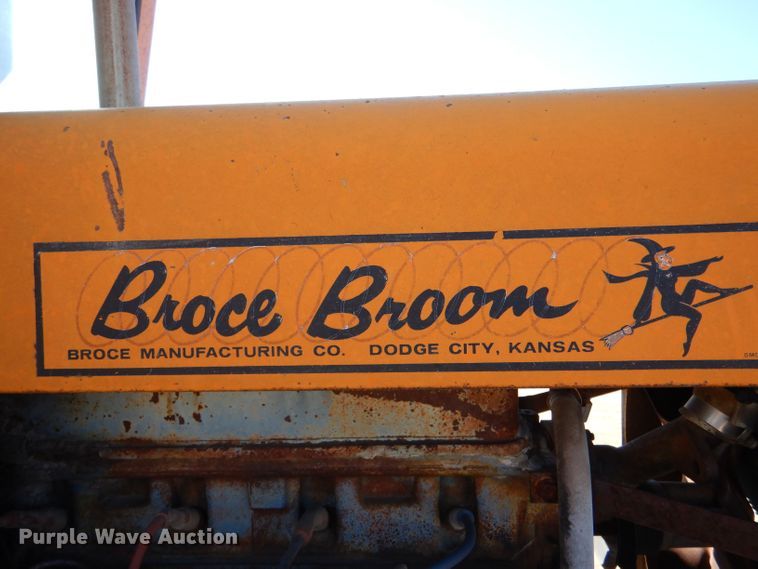 Broce Broom
BROCE MANUFACTURING CO. DODGE CITY, KANSAS
Purple Wave Auction